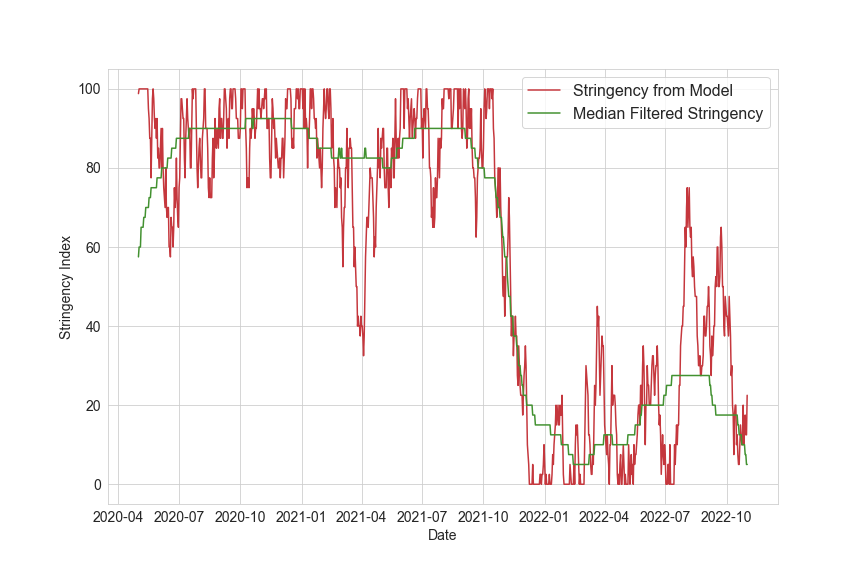 Stringency from Model
Median Filtered Stringency
Stringency Index
100
80
60
40
20
0
2020-04 2020-07 2020-10 2021-01 2021-04 2021-07 2021-10 2022-01 2022-04 2022-07 2022-10
Date